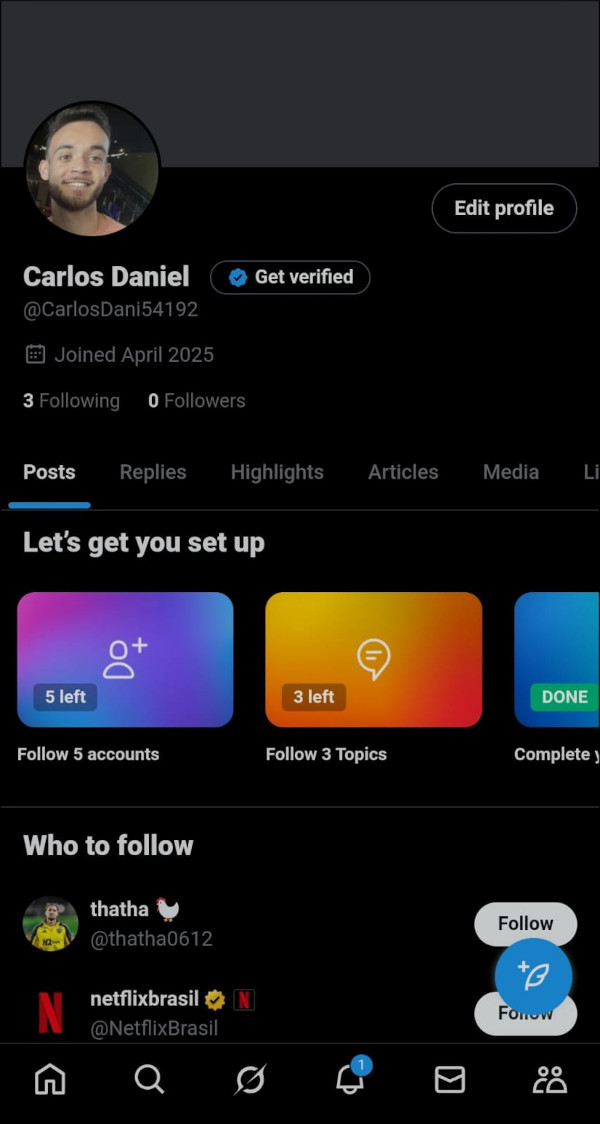 Edit profile
Carlos Daniel Get verified
@CarlosDani54192
Joined April 2025
3 Following 0 Followers
Posts Replies Highlights Articles Media Li
Let’s get you set up
5 left 3 left DONE
Follow 5 accounts Follow 3 Topics Complete y
Who to follow
thatha
@thatha0612
Follow
netflixbrasil N
@NetflixBrasil
Follow
1